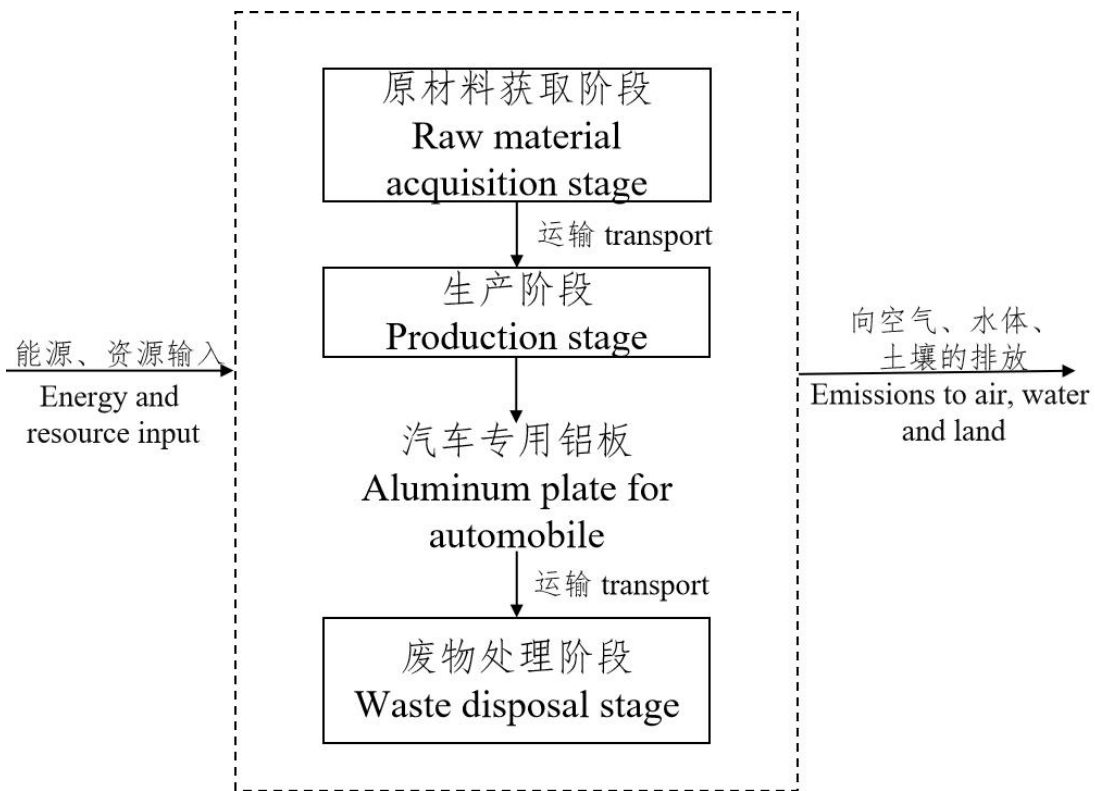 原材料获取阶段
Raw material
acquisition stage
运输 transport
生产阶段
Production stage
能源、资源输入
Energy and
resource input
向空气、水体、
土壤的排放
Emissions to air, water
and land
汽车专用铝板
Aluminum plate for
automobile
运输 transport
废物处理阶段
Waste disposal stage